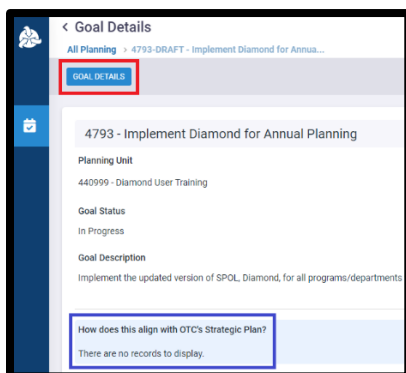 < Goal Details
All Planning > 4793-DRAFT - Implement Diamond for Annua...
GOAL DETAILS
4793 - Implement Diamond for Annual Planning
Planning Unit
440999 - Diamond User Training
Goal Status
In Progress
Goal Description
Implement the updated version of SPOL, Diamond, for all programs/departments
How does this align with OTC's Strategic Plan?
There are no records to display.